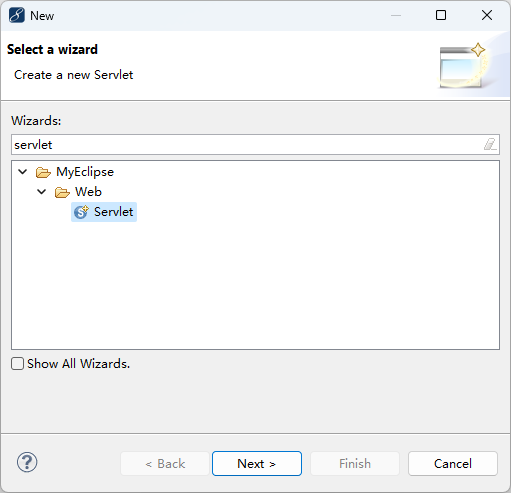 New
Select a wizard
Create a new Servlet
Wizards:
servlet
MyEclipse
Web
S Servlet
Show All Wizards.
? < Back Next > Finish Cancel